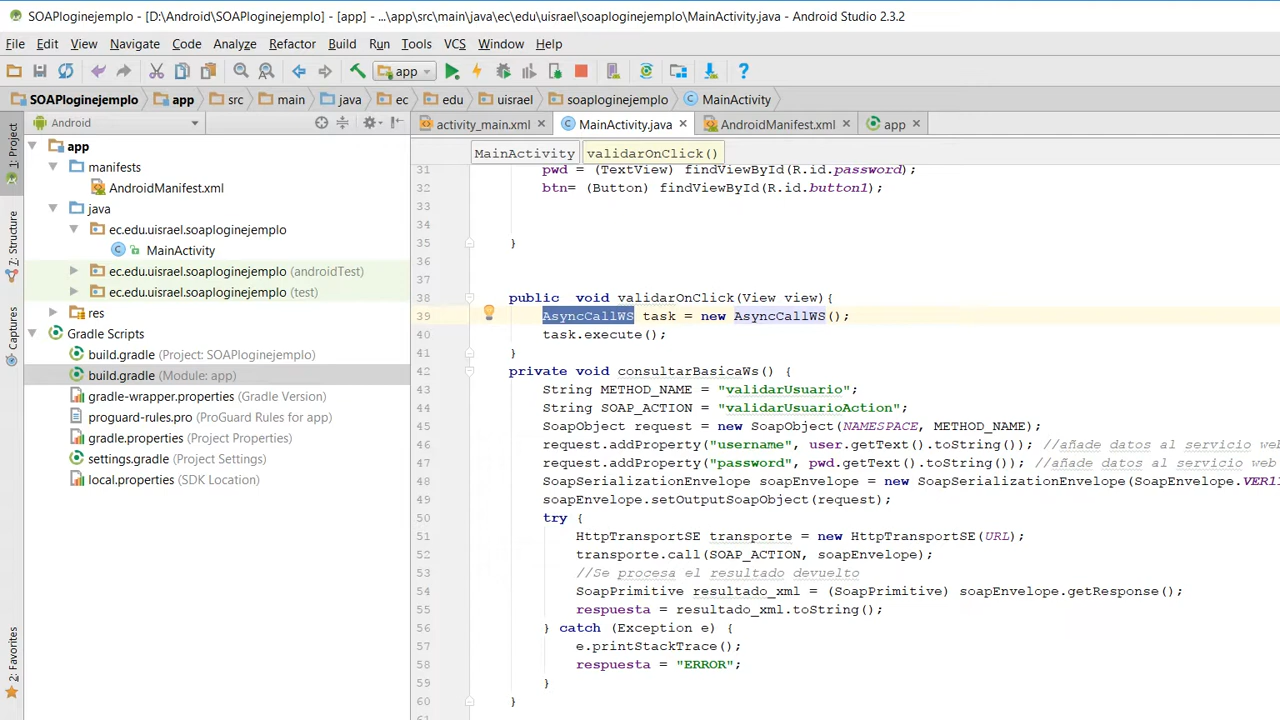 SOAPloginejemplo - [D:\Android\SOAPloginejemplo] - [app] - ...\app\src\main\java\ec\edu\uisrael\soaploginejemplo\MainActivity.java - Android Studio 2.3.2
File Edit View Navigate Code Analyze Refactor Build Run Tools VCS Window Help
app
SOAPloginejemplo app src main java ec edu uisrael soaploginejemplo MainActivity
Android
activity_main.xml MainActivity.java AndroidManifest.xml app
MainActivity validarOnClick()
1: Project
7: Structure
Captures
2: Favorites
app
manifests
AndroidManifest.xml
java
ec.edu.uisrael.soaploginejemplo
MainActivity
ec.edu.uisrael.soaploginejemplo (androidTest)
ec.edu.uisrael.soaploginejemplo (test)
res
Gradle Scripts
build.gradle (Project: SOAPloginejemplo)
build.gradle (Module: app)
gradle-wrapper.properties (Gradle Version)
proguard-rules.pro (ProGuard Rules for app)
gradle.properties (Project Properties)
settings.gradle (Project Settings)
local.properties (SDK Location)
31 pwd = (TextView) findViewById(R.id.password);
32 btn= (Button) findViewById(R.id.button1);
33
34
35 }
36
37
38 public void validarOnClick(View view){
39 AsyncCallWS task = new AsyncCallWS();
40 task.execute();
41 }
42 private void consultarBasicaWs() {
43 String METHOD_NAME = "validarUsuario";
44 String SOAP_ACTION = "validarUsuarioAction";
45 SoapObject request = new SoapObject(NAMESPACE, METHOD_NAME);
46 request.addProperty("username", user.getText().toString()); //añade datos al servicio web
47 request.addProperty("password", pwd.getText().toString()); //añade datos al servicio web
48 SoapSerializationEnvelope soapEnvelope = new SoapSerializationEnvelope(SoapEnvelope.VER11
49 soapEnvelope.setOutputSoapObject(request);
50 try {
51 HttpTransportSE transporte = new HttpTransportSE(URL);
52 transporte.call(SOAP_ACTION, soapEnvelope);
53 //Se procesa el resultado devuelto
54 SoapPrimitive resultado_xml = (SoapPrimitive) soapEnvelope.getResponse();
55 respuesta = resultado_xml.toString();
56 } catch (Exception e) {
57 e.printStackTrace();
58 respuesta = "ERROR";
59 }
60 }
61